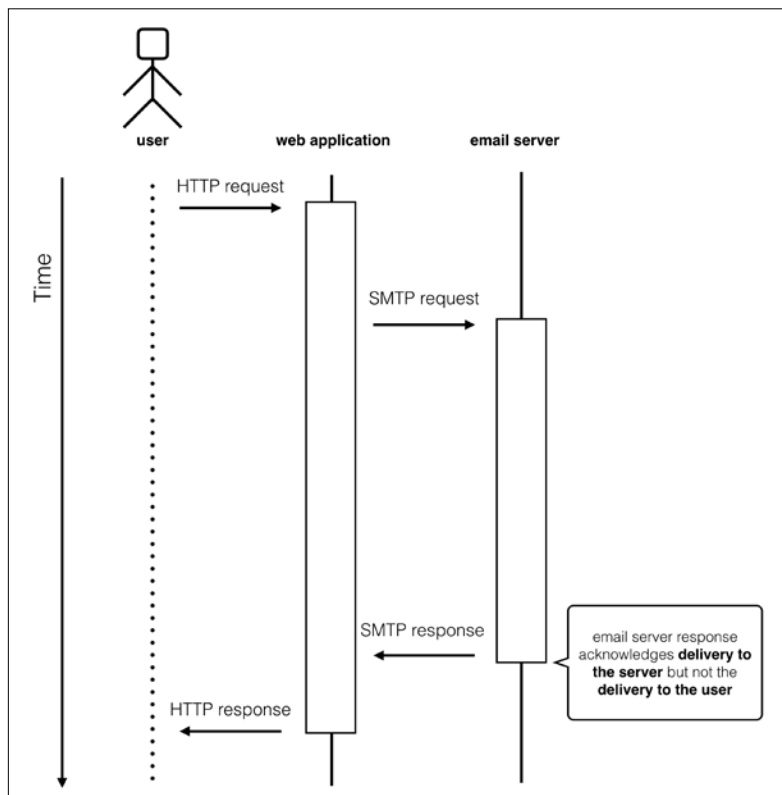 user
web application
email server
HTTP request
Time
SMTP request
SMTP response
email server response
acknowledges delivery to
the server but not the
delivery to the user
HTTP response